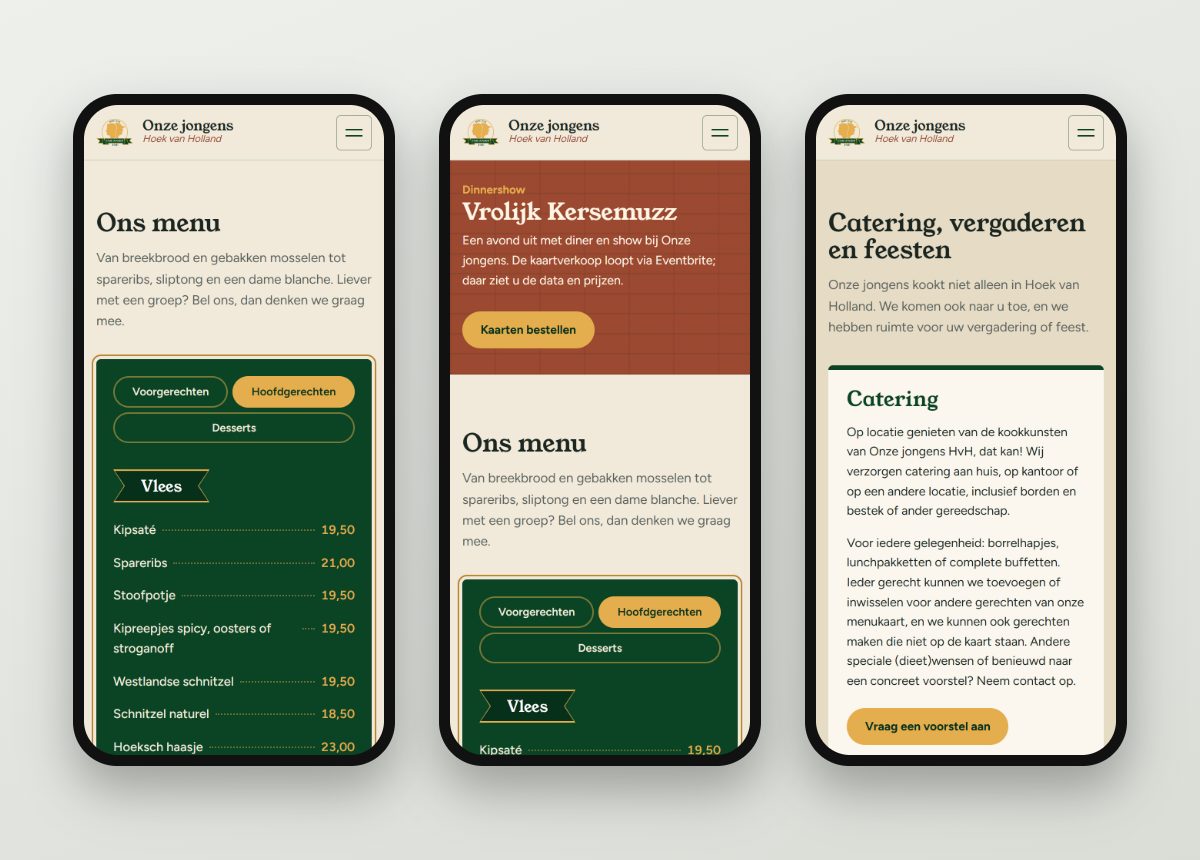 Onze jongens
Hoek van Holland
Ons menu
Van breekbrood en gebakken mosselen tot
spareribs, sliptong en een dame blanche. Liever
met een groep? Bel ons, dan denken we graag
mee.
Voorgerechten
Hoofdgerechten
Desserts
Vlees
Kipsaté 19,50
Spareribs 21,00
Stoofpotje 19,50
Kipreepjes spicy, oosters of 19,50
stroganoff
Westlandse schnitzel 19,50
Schnitzel naturel 18,50
Hoeksch haasje 23,00
Onze jongens
Hoek van Holland
Dinnershow
Vrolijk Kersemuzz
Een avond uit met diner en show bij Onze
jongens. De kaartverkoop loopt via Eventbrite;
daar ziet u de data en prijzen.
Kaarten bestellen
Ons menu
Van breekbrood en gebakken mosselen tot
spareribs, sliptong en een dame blanche. Liever
met een groep? Bel ons, dan denken we graag
mee.
Voorgerechten
Hoofdgerechten
Desserts
Vlees
Kipsaté 19,50
Onze jongens
Hoek van Holland
Catering, vergaderen
en feesten
Onze jongens kookt niet alleen in Hoek van
Holland. We komen ook naar u toe, en we
hebben ruimte voor uw vergadering of feest.
Catering
Op locatie genieten van de kookkunsten
van Onze jongens HvH, dat kan! Wij
verzorgen catering aan huis, op kantoor of
op een andere locatie, inclusief borden en
bestek of ander gereedschap.
Voor iedere gelegenheid: borrelhapjes,
lunchpakketten of complete buffetten.
Ieder gerecht kunnen we toevoegen of
inwisselen voor andere gerechten van onze
menukaart, en we kunnen ook gerechten
maken die niet op de kaart staan. Andere
speciale (dieet)wensen of benieuwd naar
een concreet voorstel? Neem contact op.
Vraag een voorstel aan